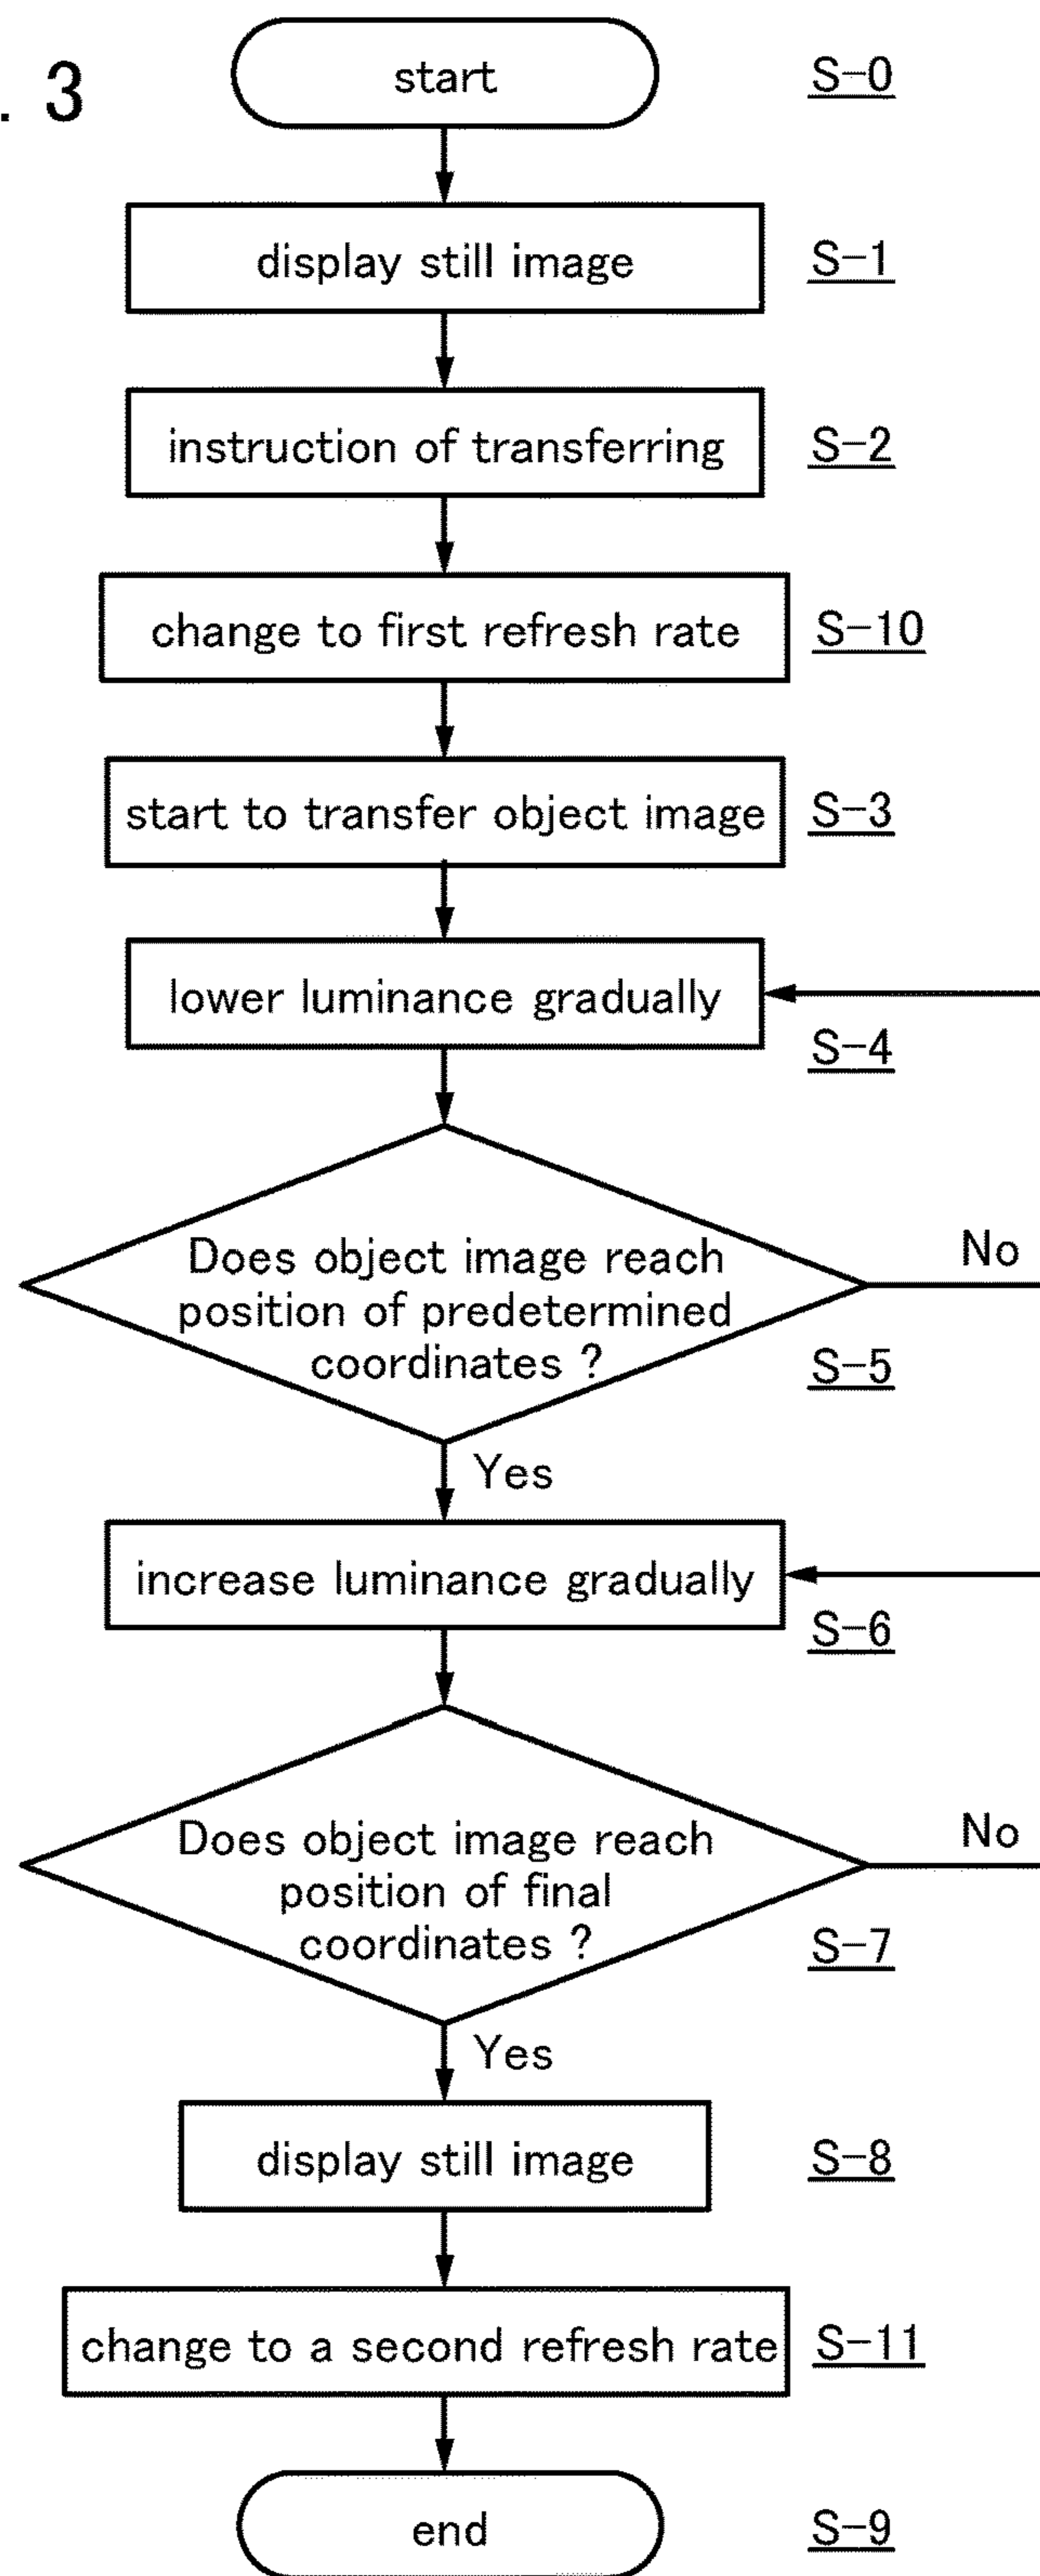 . 3
start
S-0
display still image
S-1
instruction of transferring
S-2
change to first refresh rate
S-10
start to transfer object image
S-3
lower luminance gradually
S-4
Does object image reach
position of predetermined
coordinates ?
No
S-5
Yes
increase luminance gradually
S-6
Does object image reach
position of final
coordinates ?
No
S-7
Yes
display still image
S-8
change to a second refresh rate
S-11
end
S-9